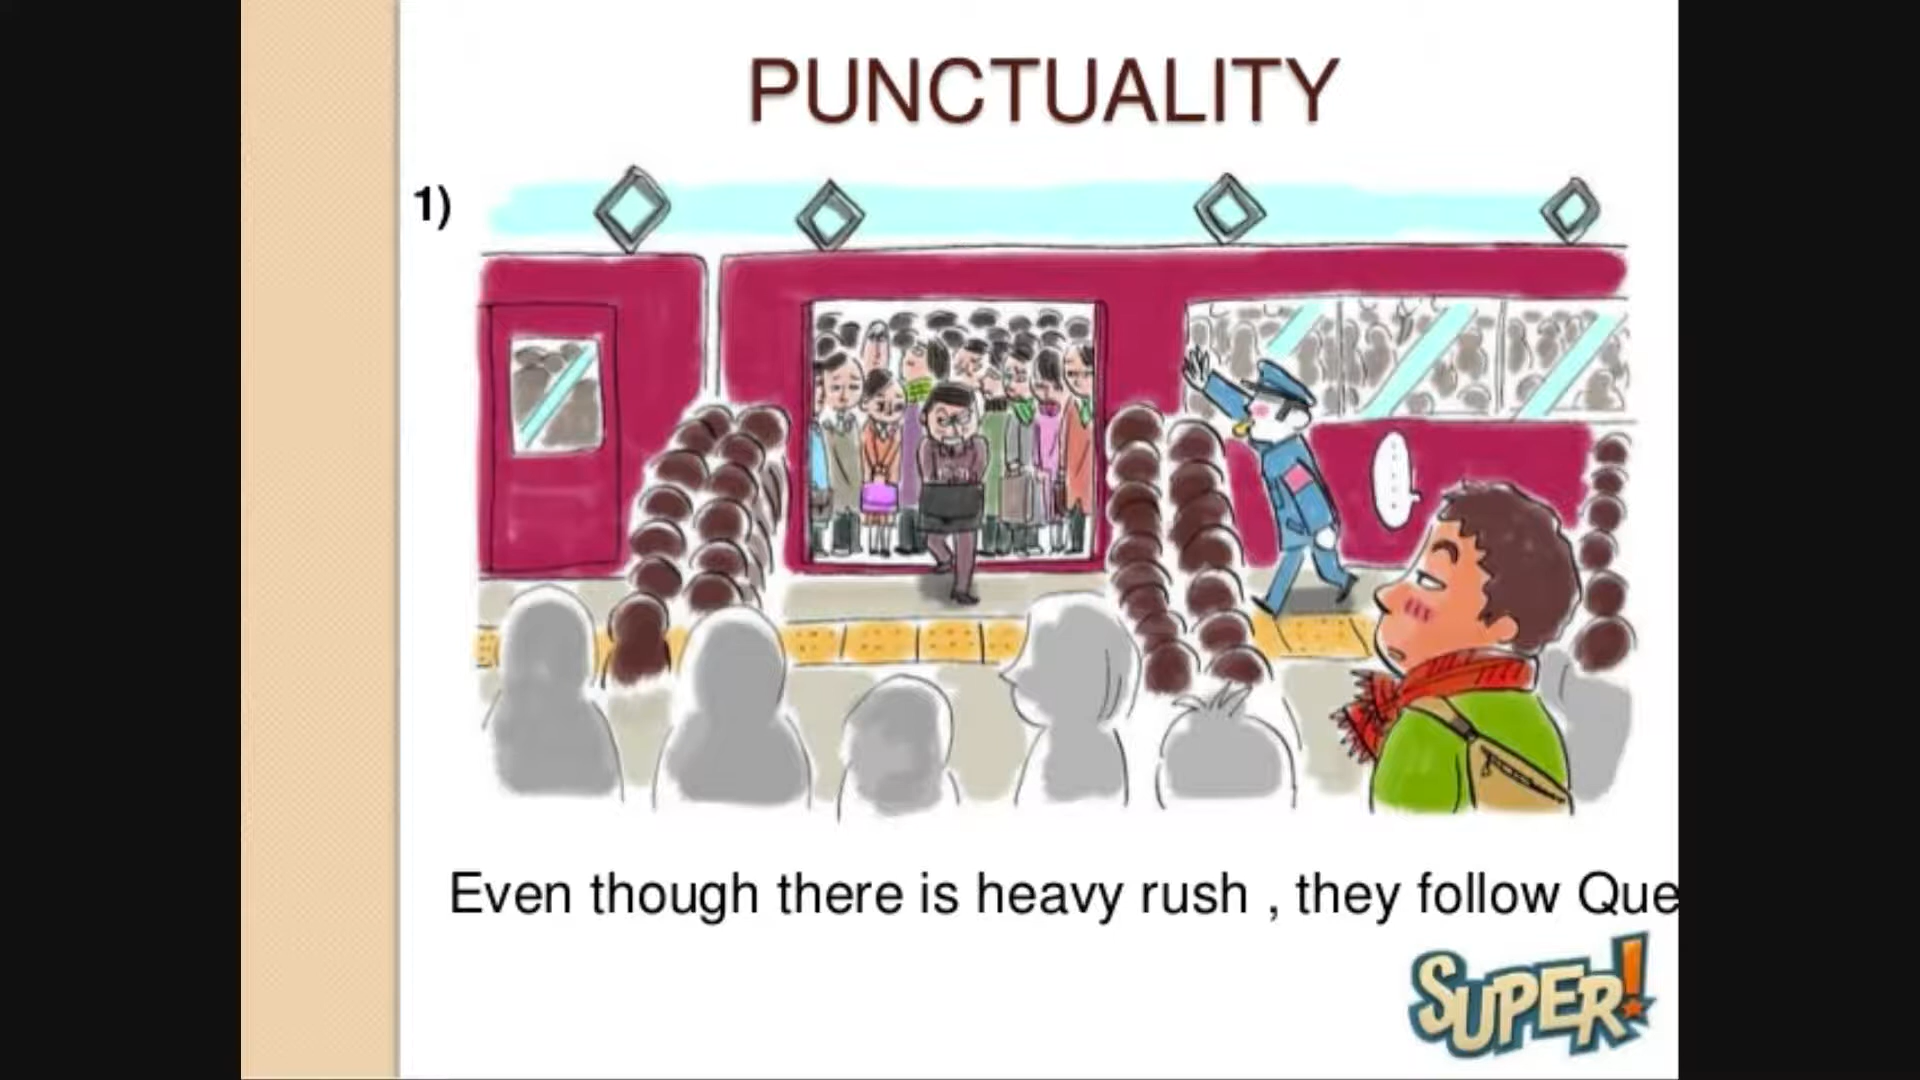 PUNCTUALITY
1)
Even though there is heavy rush , they follow Que
SUPER!